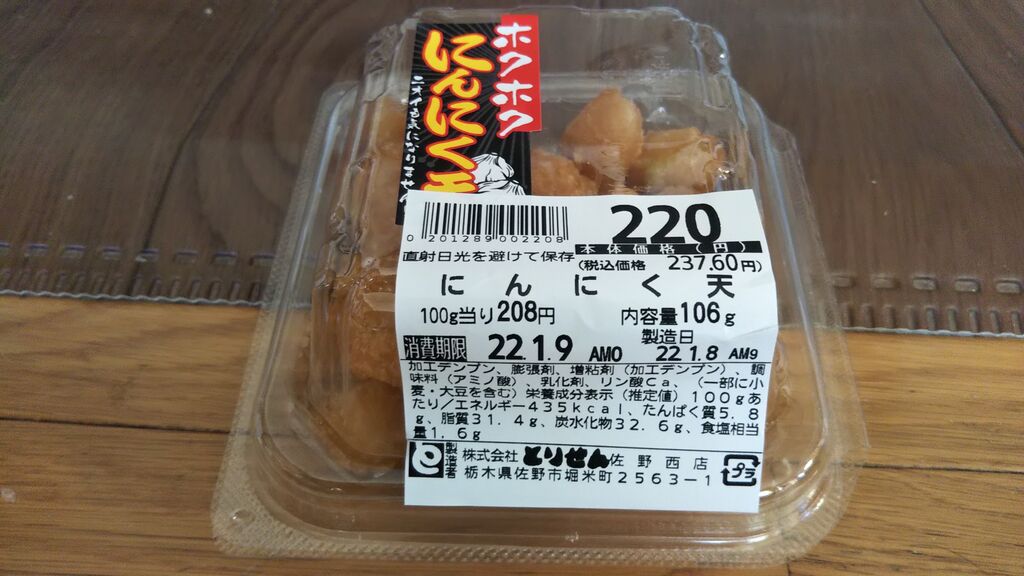 ホクホク
にんにく
ニオイも気になりません
0 201289 002208
220
本体価格(円)
直射日光を避けて保存
(税込価格 237.60円)
にんにく天
100g当り208円
内容量106g
製造日
消費期限 22.1.9 AM0
22.1.8 AM9
加工デンプン、膨張剤、増粘剤(加工デンプン)、調
味料(アミノ酸)、乳化剤、リン酸Ca、(一部に小
麦・大豆を含む)栄養成分表示(推定値)100gあ
たり/エネルギー435kcal、たんぱく質5.8
g、脂質31.4g、炭水化物32.6g、食塩相当
量1.6g
製造者 株式会社 とりせん 佐野西店
栃木県佐野市堀米町2563-1
プラ